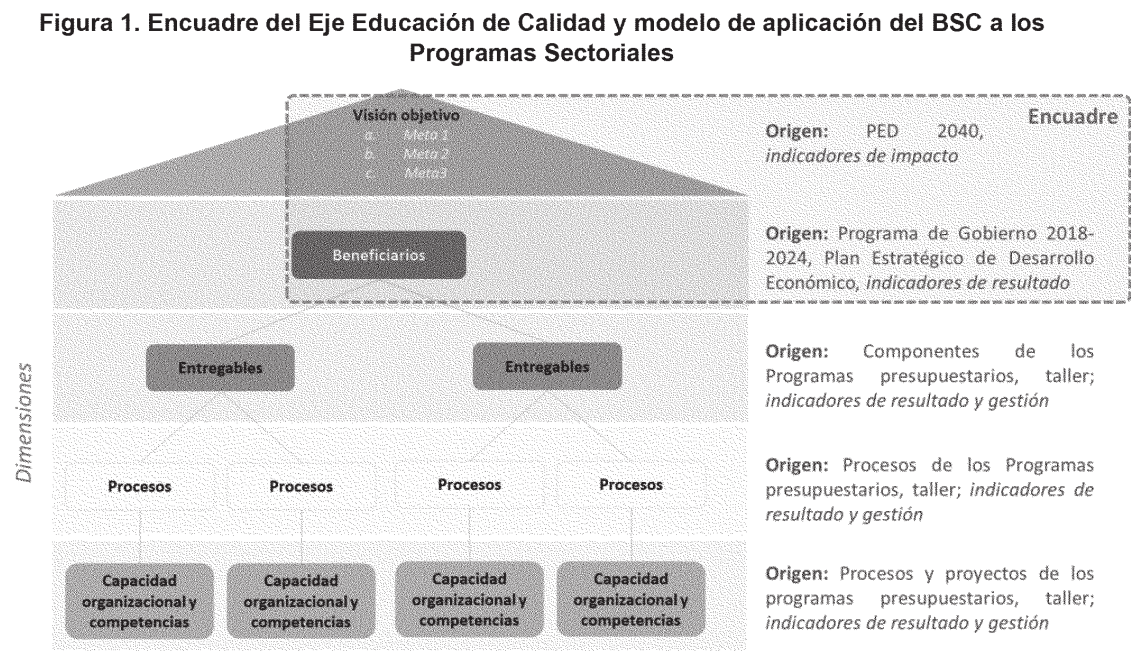 Figura 1. Encuadre del Eje Educación de Calidad y modelo de aplicación del BSC a los
Programas Sectoriales
Visión objetivo
a. Meta 1
b. Meta 2
c. Meta3
Encuadre
Origen: PED 2040,
indicadores de impacto
Beneficiarios
Origen: Programa de Gobierno 2018-
2024, Plan Estratégico de Desarrollo
Económico, indicadores de resultado
Dimensiones
Entregables
Entregables
Origen: Componentes de los
Programas presupuestarios, taller;
indicadores de resultado y gestión
Procesos
Procesos
Procesos
Procesos
Origen: Procesos de los Programas
presupuestarios, taller; indicadores de
resultado y gestión
Capacidad
organizacional y
competencias
Capacidad
organizacional y
competencias
Capacidad
organizacional y
competencias
Capacidad
organizacional y
competencias
Origen: Procesos y proyectos de los
programas presupuestarios, taller;
indicadores de resultado y gestión